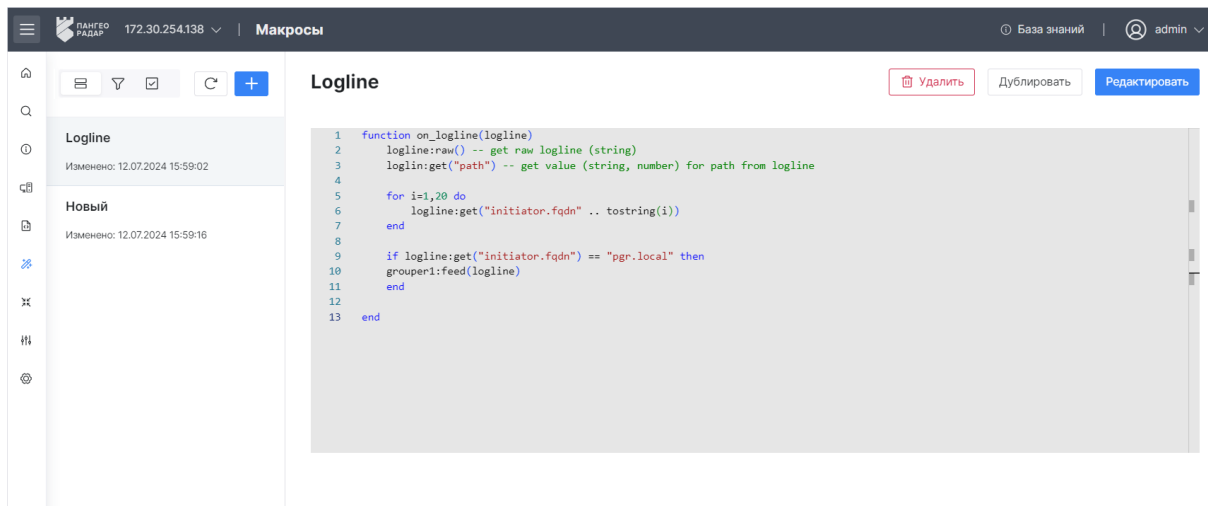 ПАНГЕО РАДАР 172.30.254.138 | Макросы База знаний | admin
Logline Удалить Дублировать Редактировать
Logline
Изменено: 12.07.2024 15:59:02
Новый
Изменено: 12.07.2024 15:59:16
1 function on_logline(logline)
2 logline:raw() -- get raw logline (string)
3 loglin:get("path") -- get value (string, number) for path from logline
4
5 for i=1,20 do
6 logline:get("initiator.fqdn" .. tostring(i))
7 end
8
9 if logline:get("initiator.fqdn") == "pgr.local" then
10 grouper1:feed(logline)
11 end
12
13 end